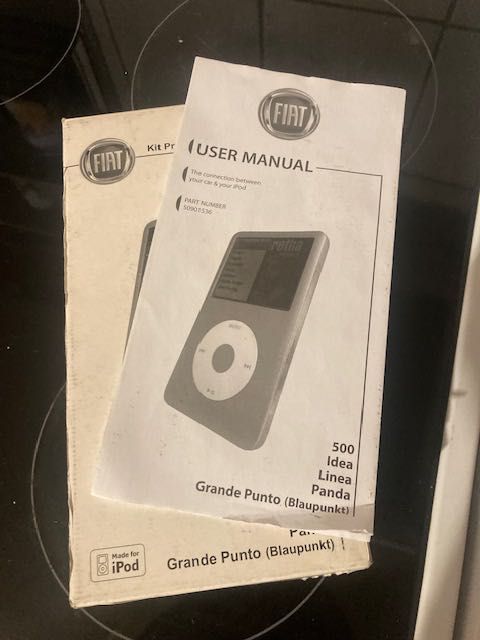 FIAT
USER MANUAL
The connection between
your car & your iPod
PART NUMBER
50901536
MENU
500
Idea
Linea
Panda
Grande Punto (Blaupunkt)
FIAT
Kit
Made for
iPod
Grande Punto (Blaupunkt)